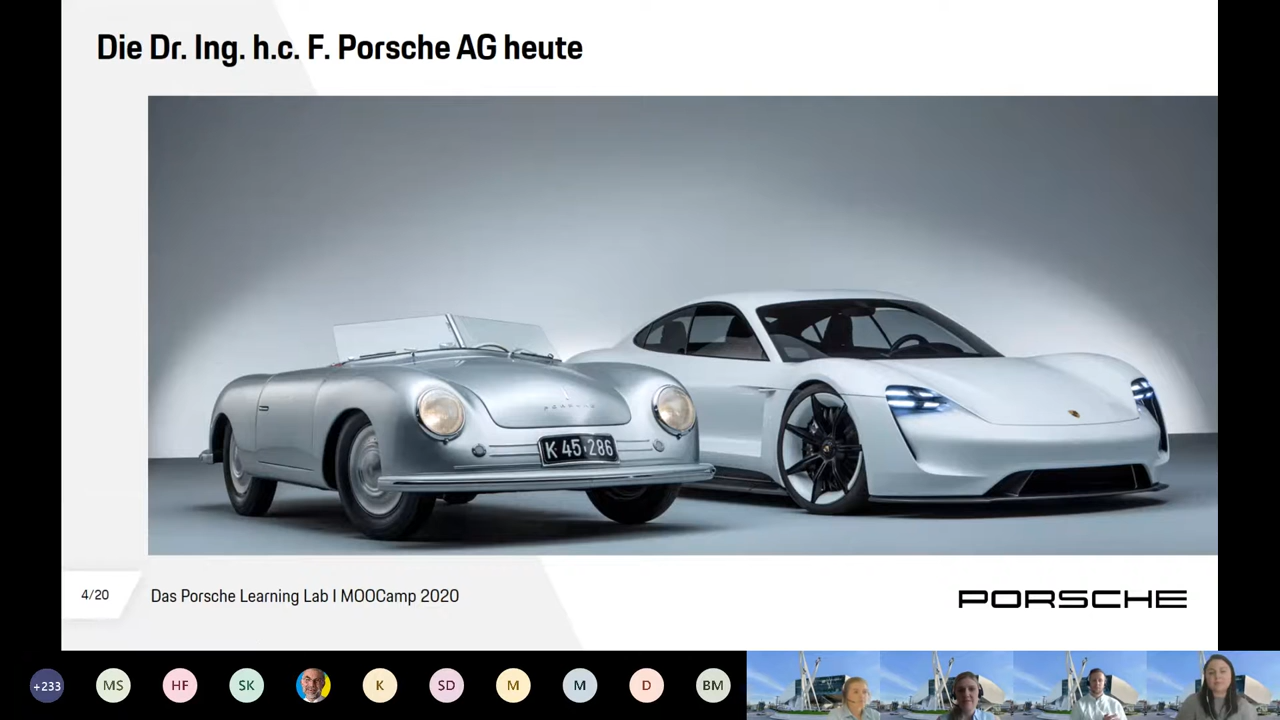 Die Dr. Ing. h.c. F. Porsche AG heute
PORSCHE
K 45·286
4/20
Das Porsche Learning Lab I MOOCamp 2020
PORSCHE
+233
MS
HF
SK
K
SD
M
M
D
BM